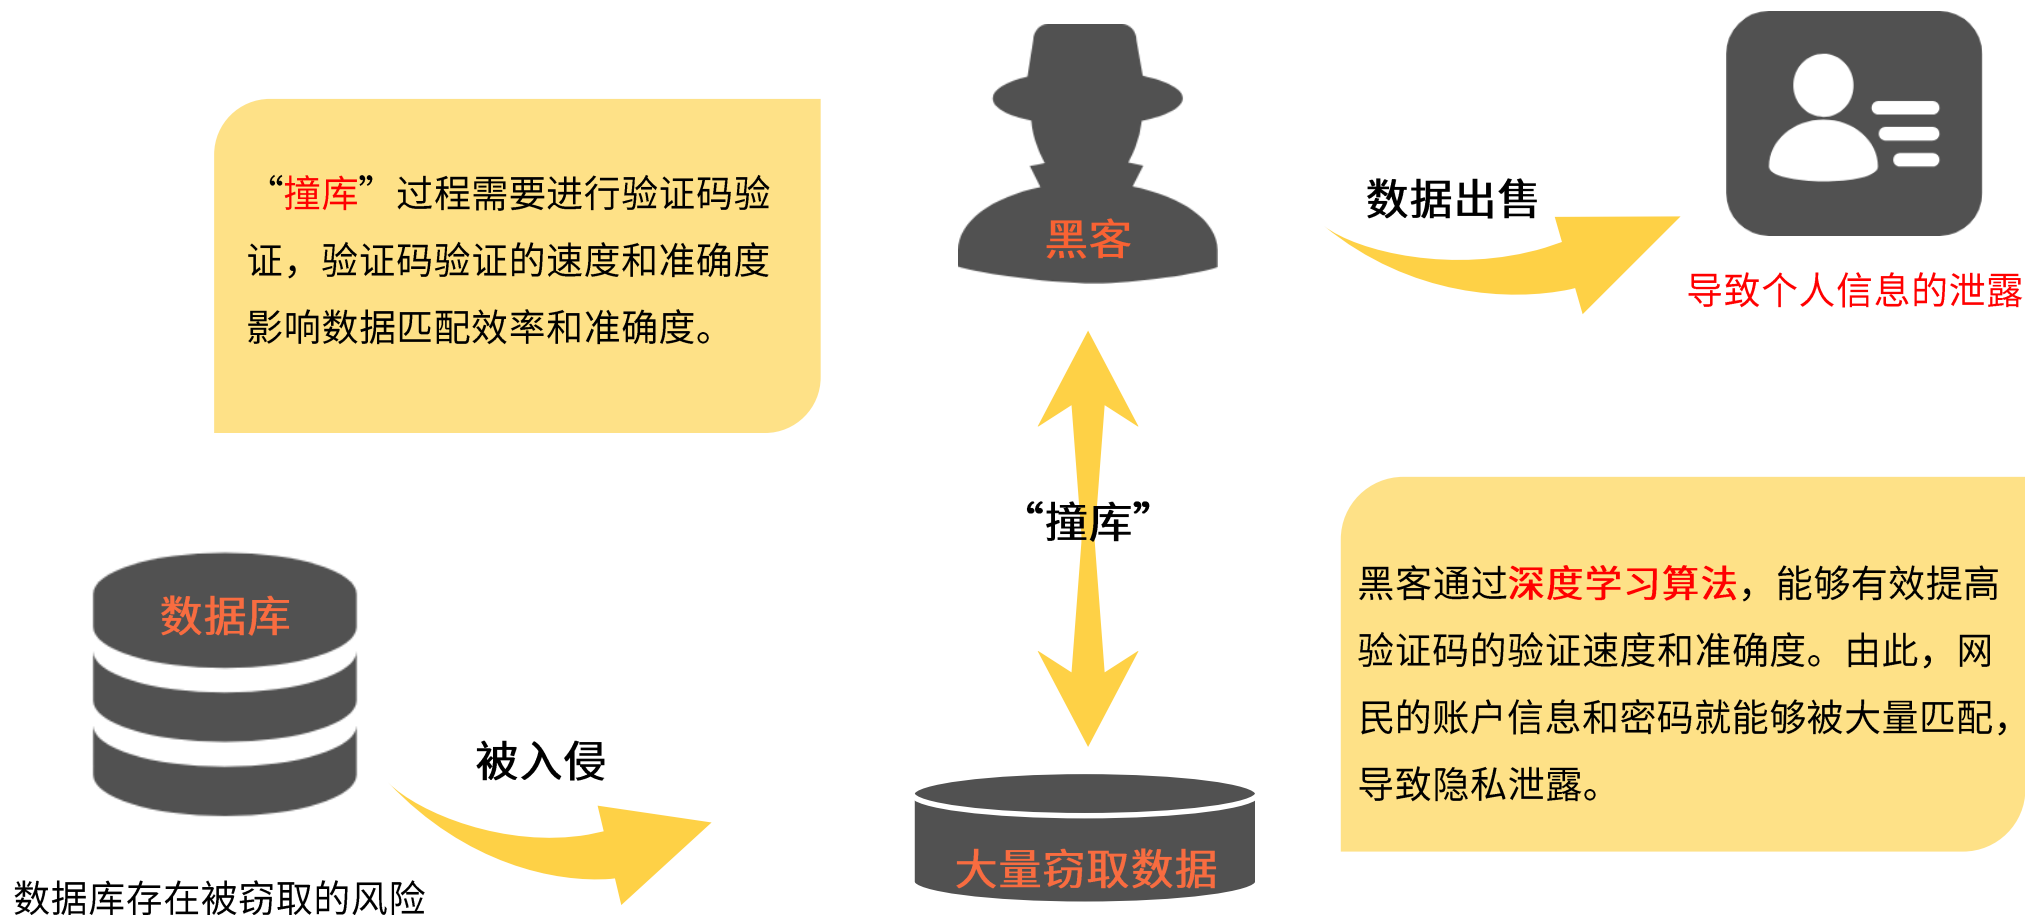 “撞库”过程需要进行验证码验
证，验证码验证的速度和准确度
影响数据匹配效率和准确度。
黑客
数据出售
导致个人信息的泄露
“撞库”
数据库
被入侵
数据库存在被窃取的风险
大量窃取数据
黑客通过深度学习算法，能够有效提高
验证码的验证速度和准确度。由此，网
民的账户信息和密码就能够被大量匹配，
导致隐私泄露。